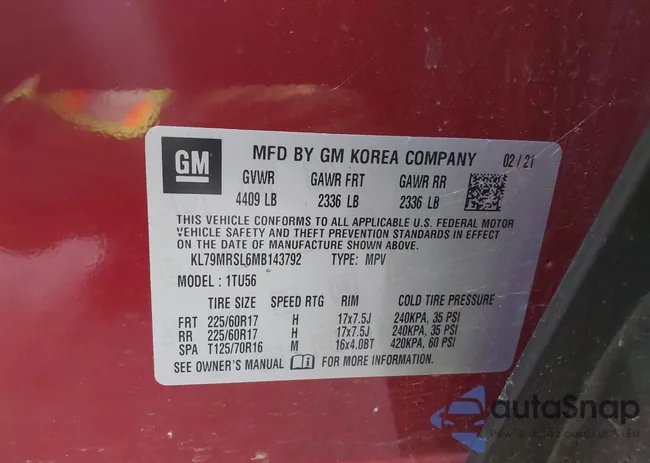 GM
MFD BY GM KOREA COMPANY 02 / 21
GVWR GAWR FRT GAWR RR
4409 LB 2336 LB 2336 LB
THIS VEHICLE CONFORMS TO ALL APPLICABLE U.S. FEDERAL MOTOR
VEHICLE SAFETY AND THEFT PREVENTION STANDARDS IN EFFECT
ON THE DATE OF MANUFACTURE SHOWN ABOVE.
KL79MRSL6MB143792 TYPE: MPV
MODEL : 1TU56
TIRE SIZE SPEED RTG RIM COLD TIRE PRESSURE
FRT 225/60R17 H 17x7.5J 240KPA, 35 PSI
RR 225/60R17 H 17x7.5J 240KPA, 35 PSI
SPA T125/70R16 M 16x4.0BT 420KPA, 60 PSI
SEE OWNER'S MANUAL FOR MORE INFORMATION.
autaSnap